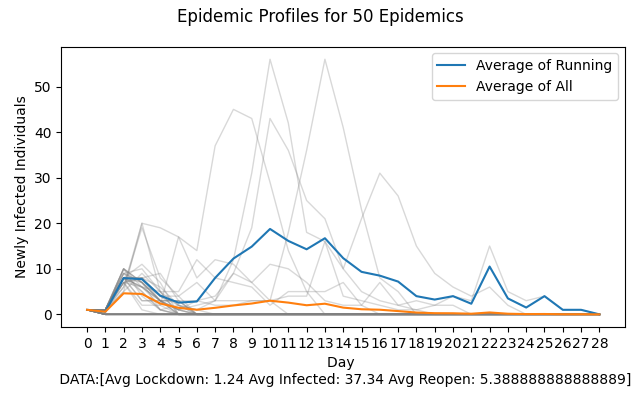 Epidemic Profiles for 50 Epidemics
Average of Running
Average of All
Newly Infected Individuals
50
40
30
20
10
0
0 1 2 3 4 5 6 7 8 9 10 11 12 13 14 15 16 17 18 19 20 21 22 23 24 25 26 27 28
Day
DATA:[Avg Lockdown: 1.24 Avg Infected: 37.34 Avg Reopen: 5.388888888888889]